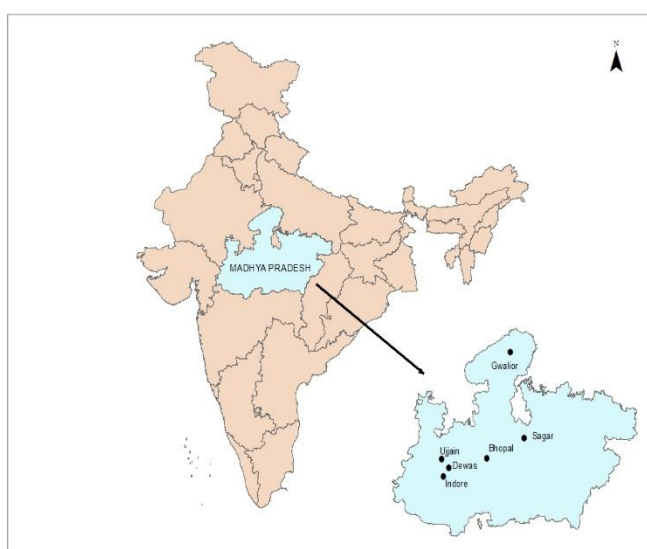 N
MADHYA PRADESH
Gwalior
Sagar
Bhopal
Ujjain
Dewas
Indore